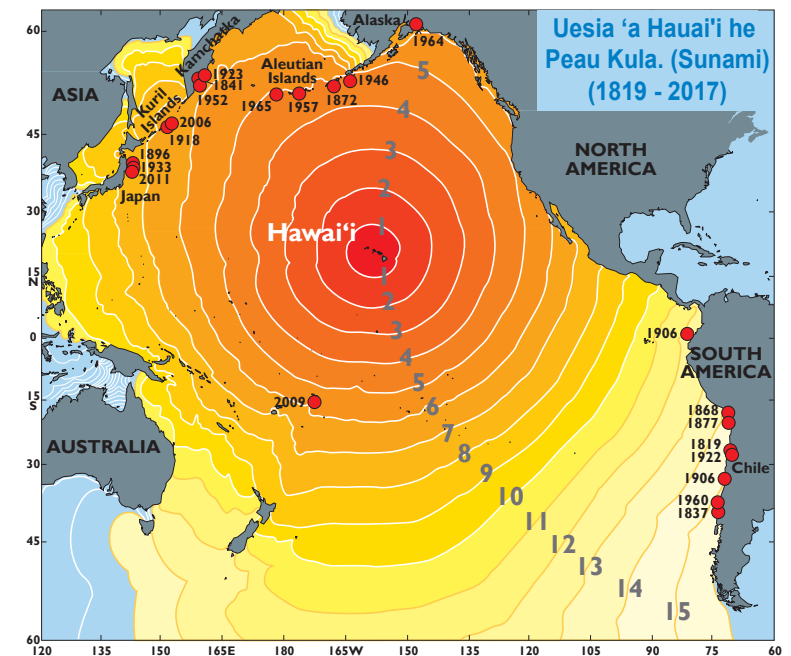 Uesia ‘a Hauai'i he
Peau Kula. (Sunami)
(1819 - 2017)
60
45
30
15
N
0
15
S
30
45
60
120
135
150
165E
180
165W
150
135
120
105
90
75
60
ASIA
Kamchatka
Kuril
Islands
Japan
Aleutian
Islands
Alaska
NORTH
AMERICA
SOUTH
AMERICA
Chile
AUSTRALIA
Hawai‘i
1923
1841
1952
2006
1918
1896
1933
2011
1965
1957
1872
1946
1964
2009
1906
1868
1877
1819
1922
1906
1960
1837
5
4
3
2
1
1
2
3
4
5
6
7
8
9
10
11
12
13
14
15